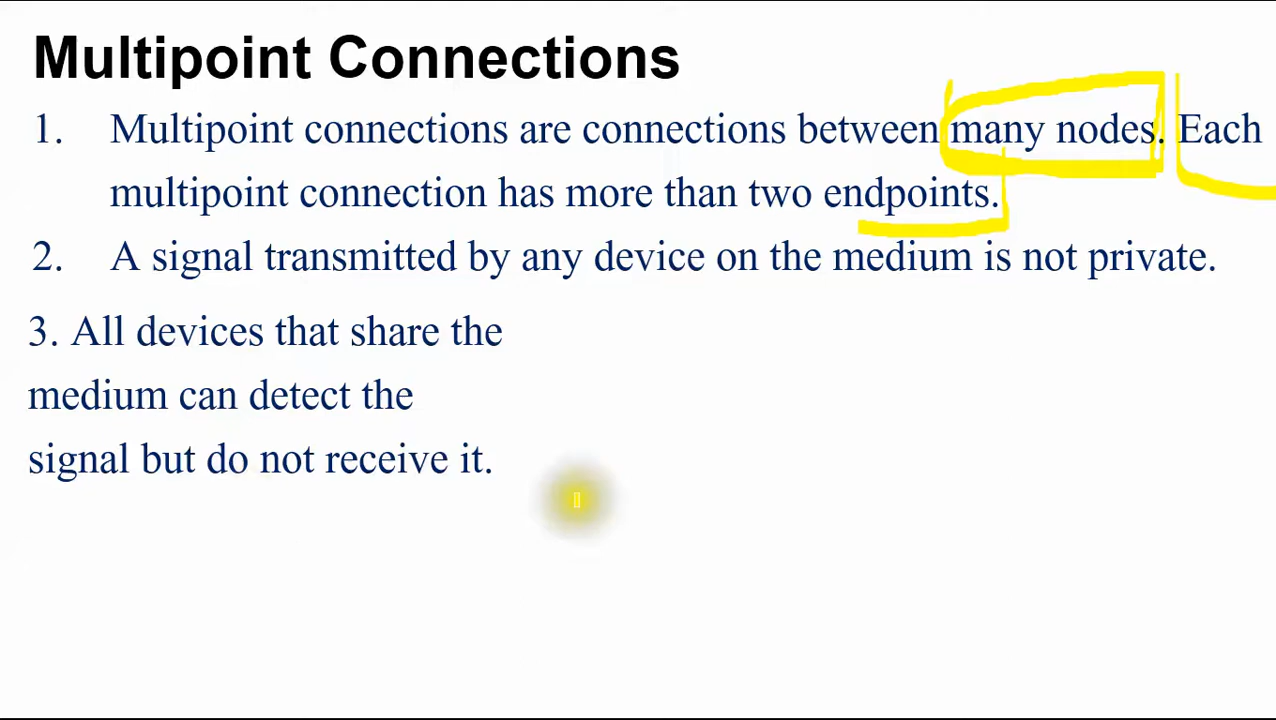 Multipoint Connections
1. Multipoint connections are connections between many nodes. Each
multipoint connection has more than two endpoints.
2. A signal transmitted by any device on the medium is not private.
3. All devices that share the
medium can detect the
signal but do not receive it.